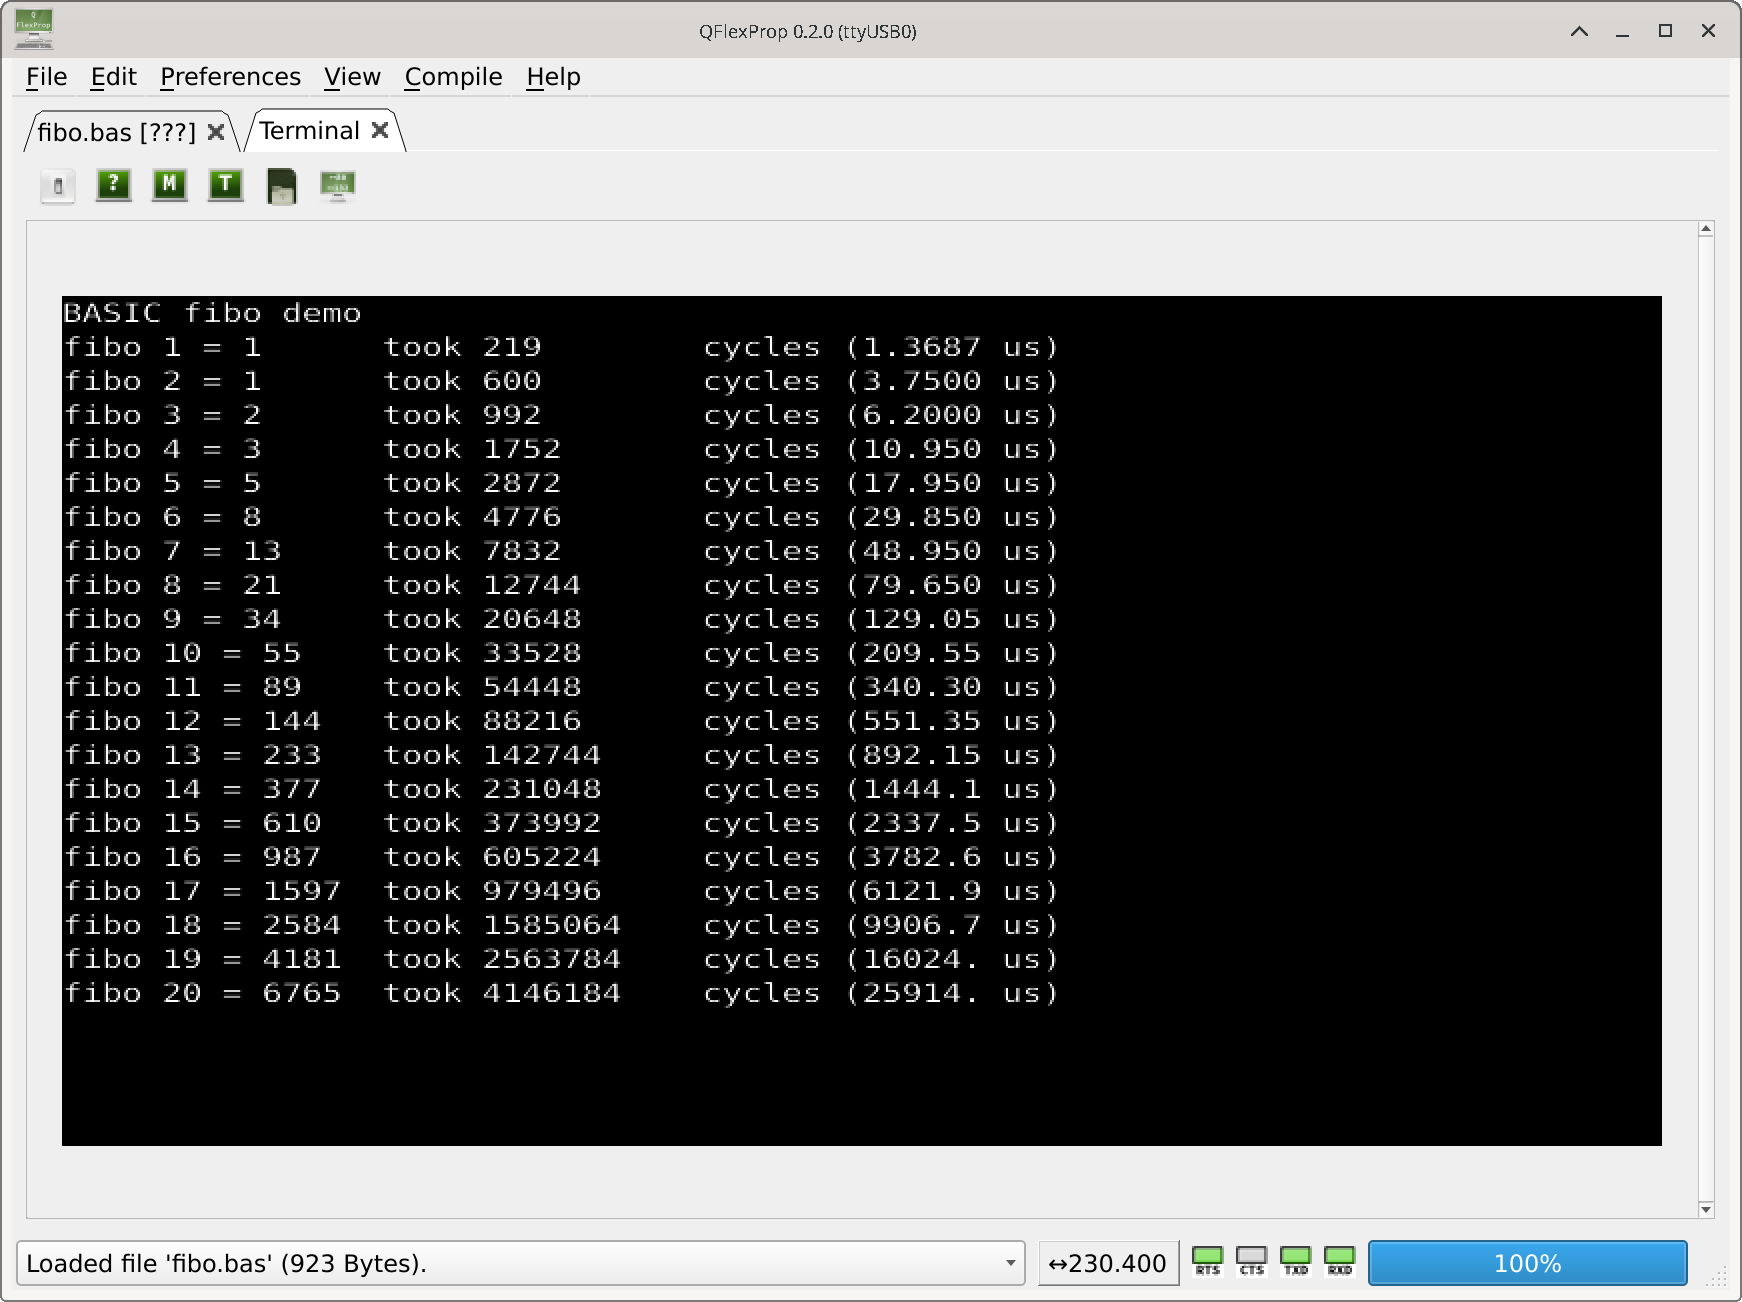 QFlexProp 0.2.0 (ttyUSB0)
File Edit Preferences View Compile Help
fibo.bas [???] Terminal
? M T
BASIC fibo demo
fibo 1 = 1 took 219 cycles (1.3687 us)
fibo 2 = 1 took 600 cycles (3.7500 us)
fibo 3 = 2 took 992 cycles (6.2000 us)
fibo 4 = 3 took 1752 cycles (10.950 us)
fibo 5 = 5 took 2872 cycles (17.950 us)
fibo 6 = 8 took 4776 cycles (29.850 us)
fibo 7 = 13 took 7832 cycles (48.950 us)
fibo 8 = 21 took 12744 cycles (79.650 us)
fibo 9 = 34 took 20648 cycles (129.05 us)
fibo 10 = 55 took 33528 cycles (209.55 us)
fibo 11 = 89 took 54448 cycles (340.30 us)
fibo 12 = 144 took 88216 cycles (551.35 us)
fibo 13 = 233 took 142744 cycles (892.15 us)
fibo 14 = 377 took 231048 cycles (1444.1 us)
fibo 15 = 610 took 373992 cycles (2337.5 us)
fibo 16 = 987 took 605224 cycles (3782.6 us)
fibo 17 = 1597 took 979496 cycles (6121.9 us)
fibo 18 = 2584 took 1585064 cycles (9906.7 us)
fibo 19 = 4181 took 2563784 cycles (16024. us)
fibo 20 = 6765 took 4146184 cycles (25914. us)
Loaded file 'fibo.bas' (923 Bytes). ↔230.400 RTS CTS TXD RXD 100%